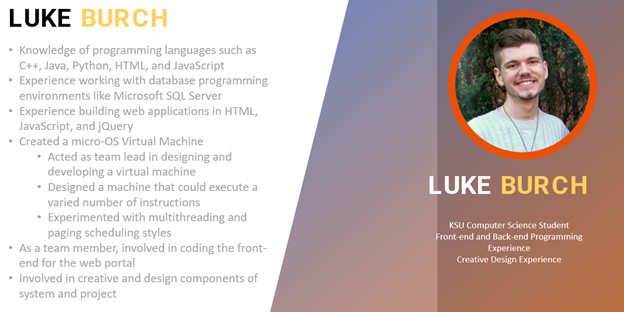 LUKE BURCH
• Knowledge of programming languages such as
C++, Java, Python, HTML, and JavaScript
• Experience working with database programming
environments like Microsoft SQL Server
• Experience building web applications in HTML,
JavaScript, and jQuery
• Created a micro-OS Virtual Machine
• Acted as team lead in designing and
developing a virtual machine
• Designed a machine that could execute a
varied number of instructions
• Experimented with multithreading and
paging scheduling styles
• As a team member, involved in coding the front-
end for the web portal
• Involved in creative and design components of
system and project
LUKE BURCH
KSU Computer Science Student
Front-end and Back-end Programming
Experience
Creative Design Experience